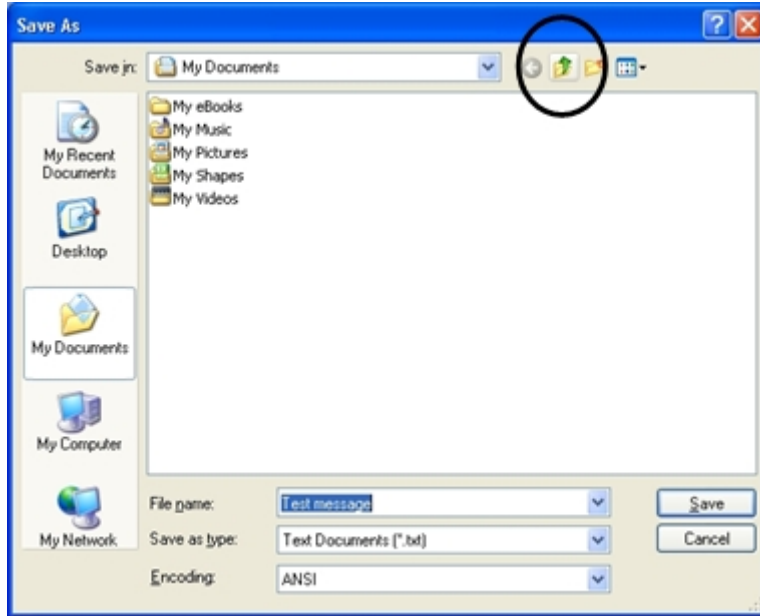 Save As
Save in:
My Documents
My Recent
Documents
Desktop
My Documents
My Computer
My Network
My eBooks
My Music
My Pictures
My Shapes
My Videos
File name:
Test message
Save
Save as type:
Text Documents (*.txt)
Cancel
Encoding:
ANSI